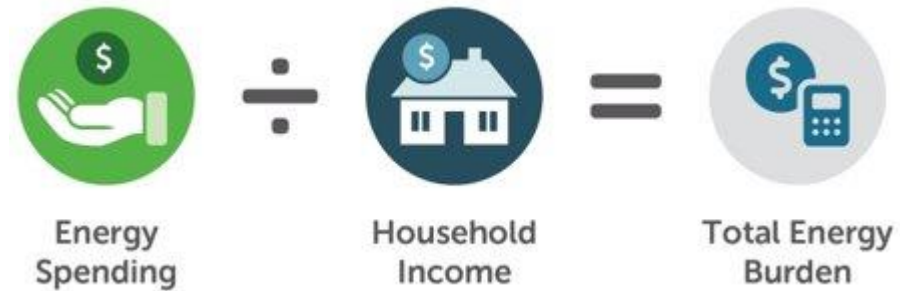 $
÷
$
=
$
Energy
Spending
Household
Income
Total Energy
Burden